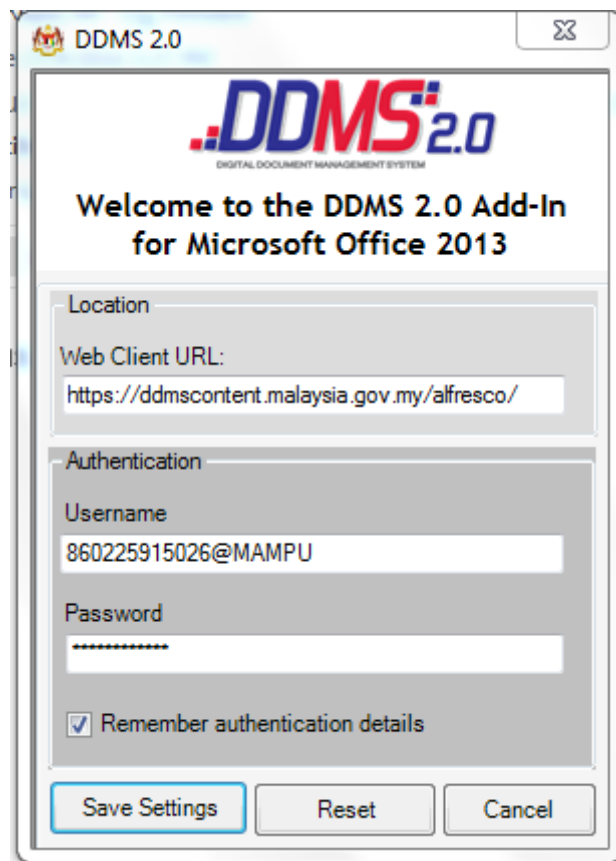 DDMS 2.0
DDMS 2.0
DIGITAL DOCUMENT MANAGEMENT SYSTEM
Welcome to the DDMS 2.0 Add-In
for Microsoft Office 2013
Location
Web Client URL:
https://ddmscontent.malaysia.gov.my/alfresco/
Authentication
Username
860225915026@MAMPU
Password
************
Remember authentication details
Save Settings Reset Cancel